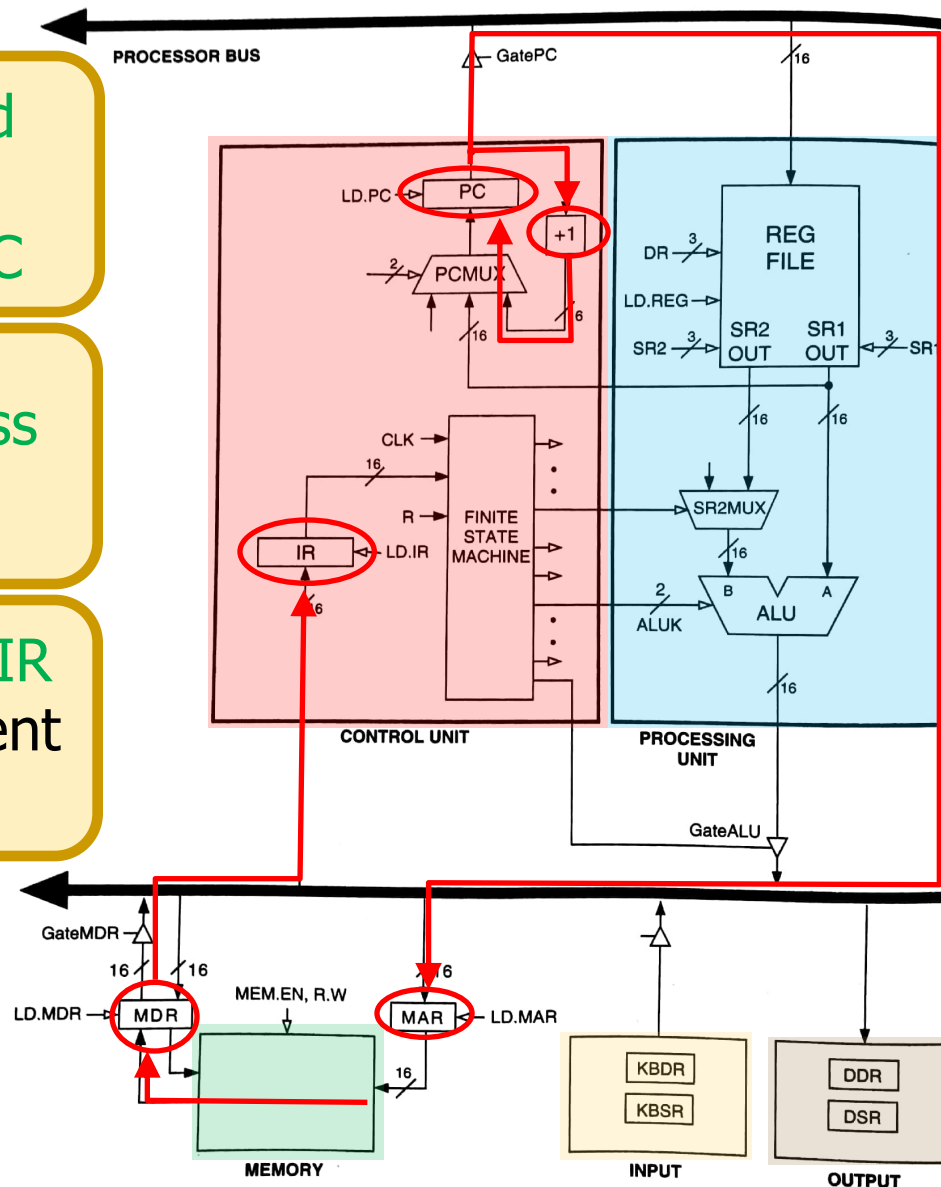 PROCESSOR BUS
GatePC
16
d
C
ss
IR
ent
LD.PC
PC
+1
2
PCMUX
16
6
REG
FILE
DR
3
LD.REG
SR2
3
SR2
OUT
SR1
OUT
3
SR1
16
16
CLK
16
R
FINITE
STATE
MACHINE
IR
LD.IR
16
SR2MUX
16
B
A
ALU
2
ALUK
16
CONTROL UNIT
PROCESSING
UNIT
GateALU
GateMDR
16
16
16
LD.MDR
MDR
MEM.EN, R.W
MAR
LD.MAR
16
KBDR
KBSR
DDR
DSR
MEMORY
INPUT
OUTPUT